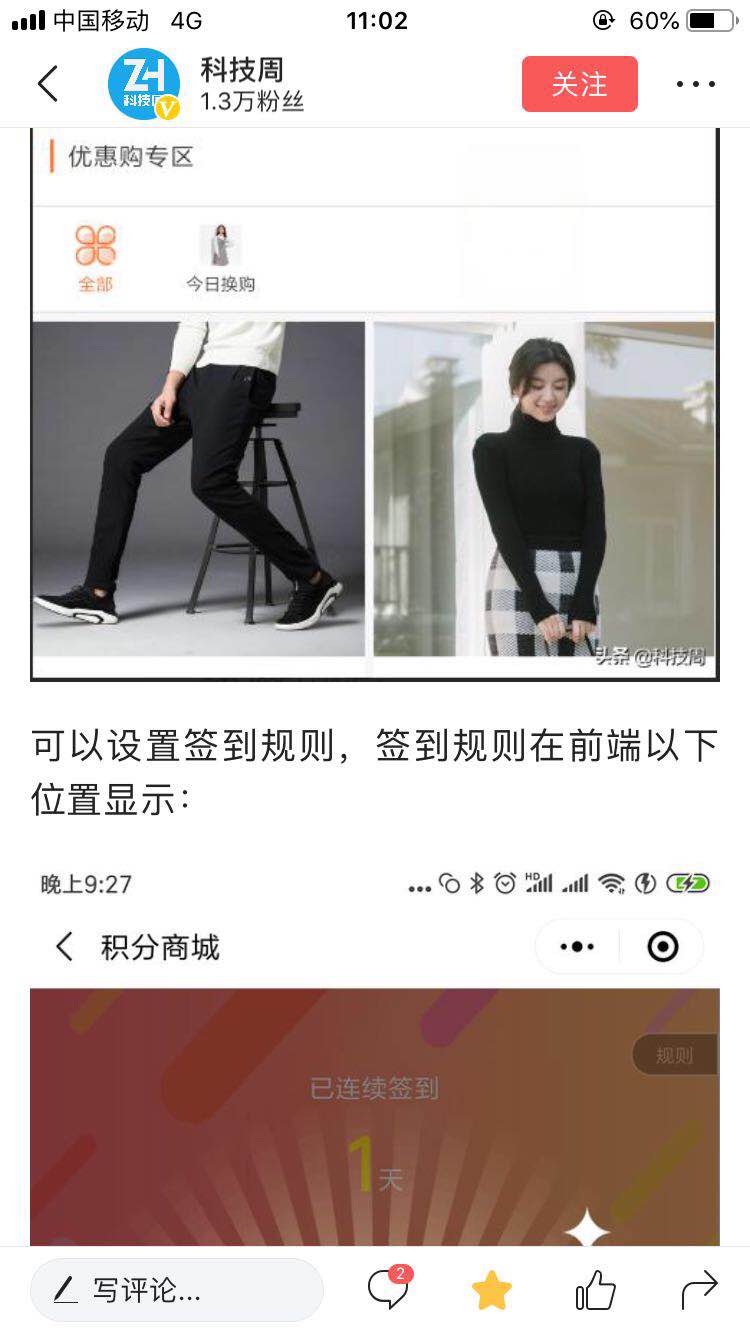 中国移动 4G 11:02 60%
ZH
科技周
科技周
1.3万粉丝
关注
优惠购专区
全部
今日换购
头条 @科技周
可以设置签到规则，签到规则在前端以下
位置显示：
晚上9:27
HD
积分商城
规则
已连续签到
1天
写评论...
2